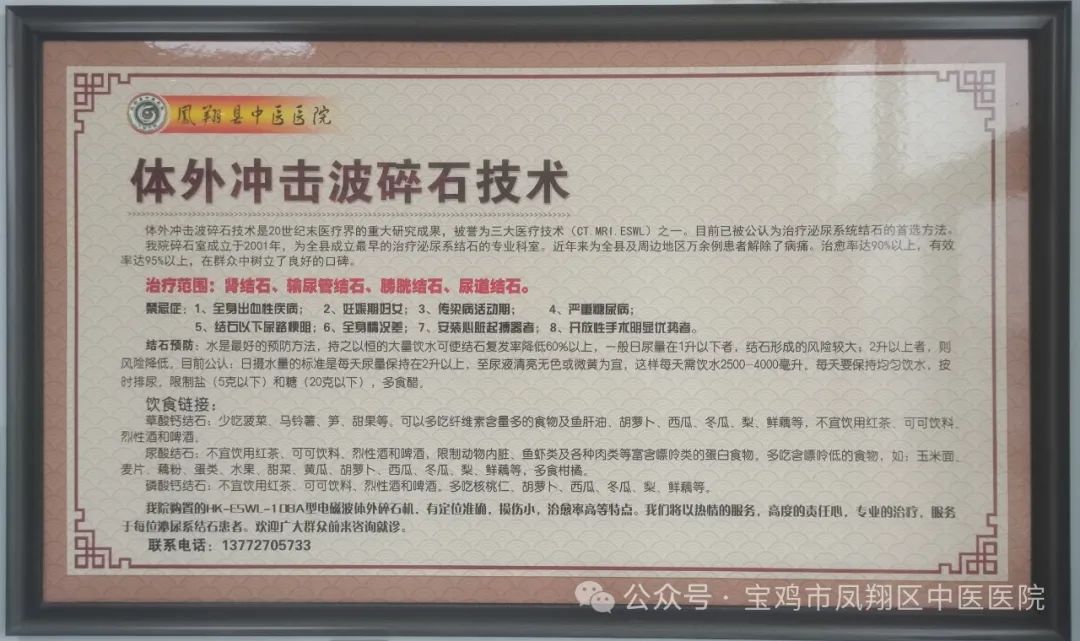 凤翔县中医医院
体外冲击波碎石技术
体外冲击波碎石技术是20世纪末医疗界的重大研究成果，被誉为三大医疗技术（CT.MRI.ESWL）之一。目前已被公认为治疗泌尿系统结石的首选方法。
我院碎石室成立于2001年，为全县成立最早的治疗泌尿系结石的专业科室。近年来为全县及周边地区万余例患者解除了病痛。治愈率达90%以上，有效
率达95%以上，在群众中树立了良好的口碑。
治疗范围：肾结石、输尿管结石、膀胱结石、尿道结石。
禁忌症：1、全身出血性疾病； 2、妊娠期妇女； 3、传染病活动期； 4、严重糖尿病；
5、结石以下尿路梗阻；6、全身情况差； 7、安装心脏起搏器者； 8、开放性手术明显优势者。
结石预防：水是最好的预防方法，持之以恒的大量饮水可使结石复发率降低60%以上，一般日尿量在1升以下者，结石形成的风险较大；2升以上者，则
风险降低。目前公认：日摄水量的标准是每天尿量保持在2升以上，至尿液清亮无色或微黄为宜，这样每天需饮水2500—4000毫升。每天要保持均匀饮水，按
时排尿。限制盐（5克以下）和糖（20克以下），多食醋。
饮食链接：
草酸钙结石：少吃菠菜、马铃薯、笋、甜果等。可以多吃纤维素含量多的食物及鱼肝油、胡萝卜、西瓜、冬瓜、梨、鲜藕等，不宜饮用红茶、可可饮料、
烈性酒和啤酒。
尿酸结石：不宜饮用红茶、可可饮料、烈性酒和啤酒，限制动物内脏、鱼虾类及各种肉类等富含嘌呤类的蛋白食物。多吃含嘌呤低的食物，如：玉米面、
麦片、藕粉、蛋类、水果、甜菜、黄瓜、胡萝卜、西瓜、冬瓜、梨、鲜藕等，多食柑橘。
磷酸钙结石：不宜饮用红茶、可可饮料、烈性酒和啤酒。多吃核桃仁、胡萝卜、西瓜、冬瓜、梨、鲜藕等。
我院购置的HK-ESWL-108A型电磁波体外碎石机，有定位准确，损伤小，治愈率高等特点。我们将以热情的服务，高度的责任心，专业的治疗，服务
于每位泌尿系结石患者。欢迎广大群众前来咨询就诊。
联系电话：13772705733
公众号·宝鸡市凤翔区中医医院